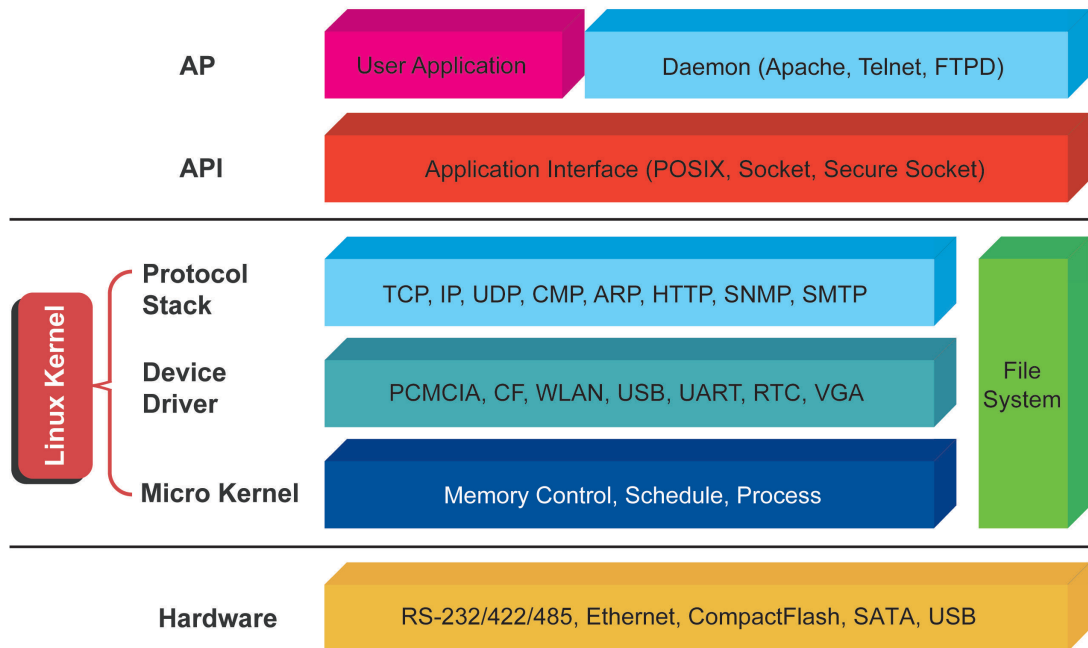 AP
User Application
Daemon (Apache, Telnet, FTPD)
API
Application Interface (POSIX, Socket, Secure Socket)
Linux Kernel
Protocol
Stack
TCP, IP, UDP, CMP, ARP, HTTP, SNMP, SMTP
Device
Driver
PCMCIA, CF, WLAN, USB, UART, RTC, VGA
Micro Kernel
Memory Control, Schedule, Process
File
System
Hardware
RS-232/422/485, Ethernet, CompactFlash, SATA, USB